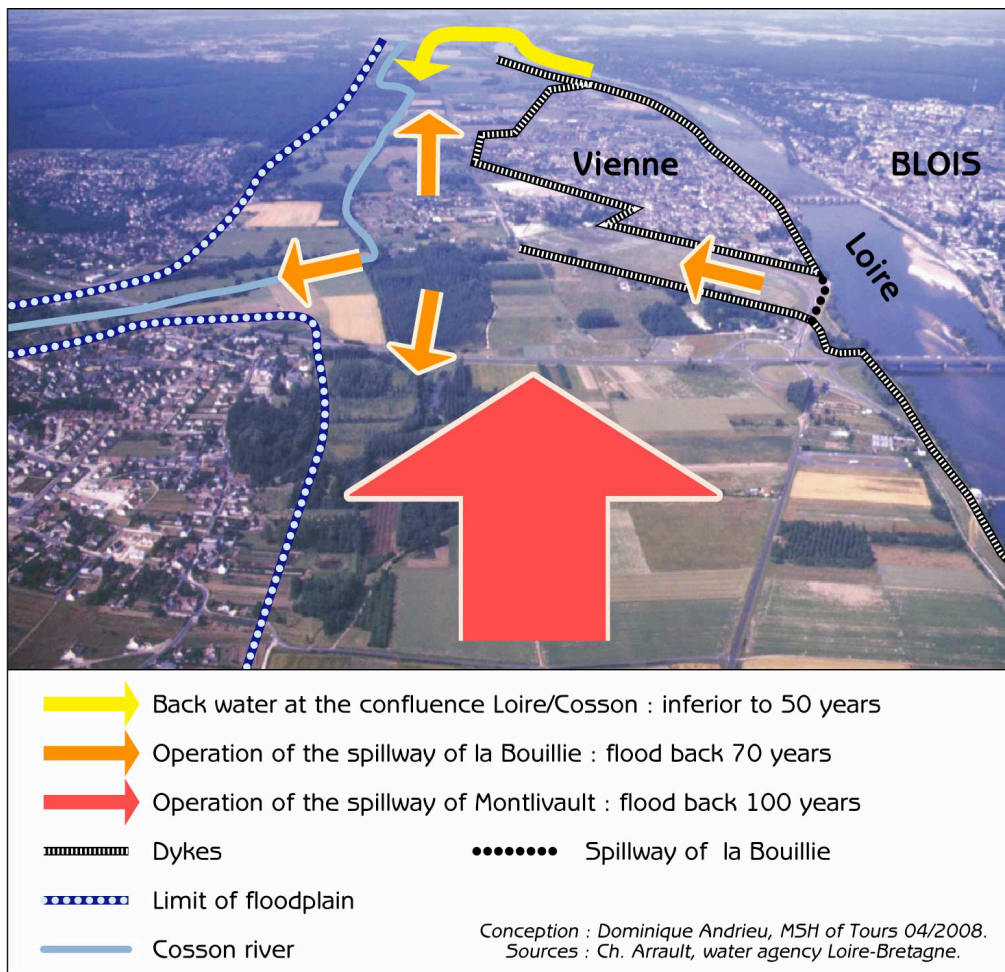 Vienne
BLOIS
Loire
Back water at the confluence Loire/Cosson : inferior to 50 years
Operation of the spillway of la Bouillie : flood back 70 years
Operation of the spillway of Montlivault : flood back 100 years
Dykes
Spillway of la Bouillie
Limit of floodplain
Cosson river
Conception : Dominique Andrieu, MSH of Tours 04/2008.
Sources : Ch. Arrault, water agency Loire-Bretagne.